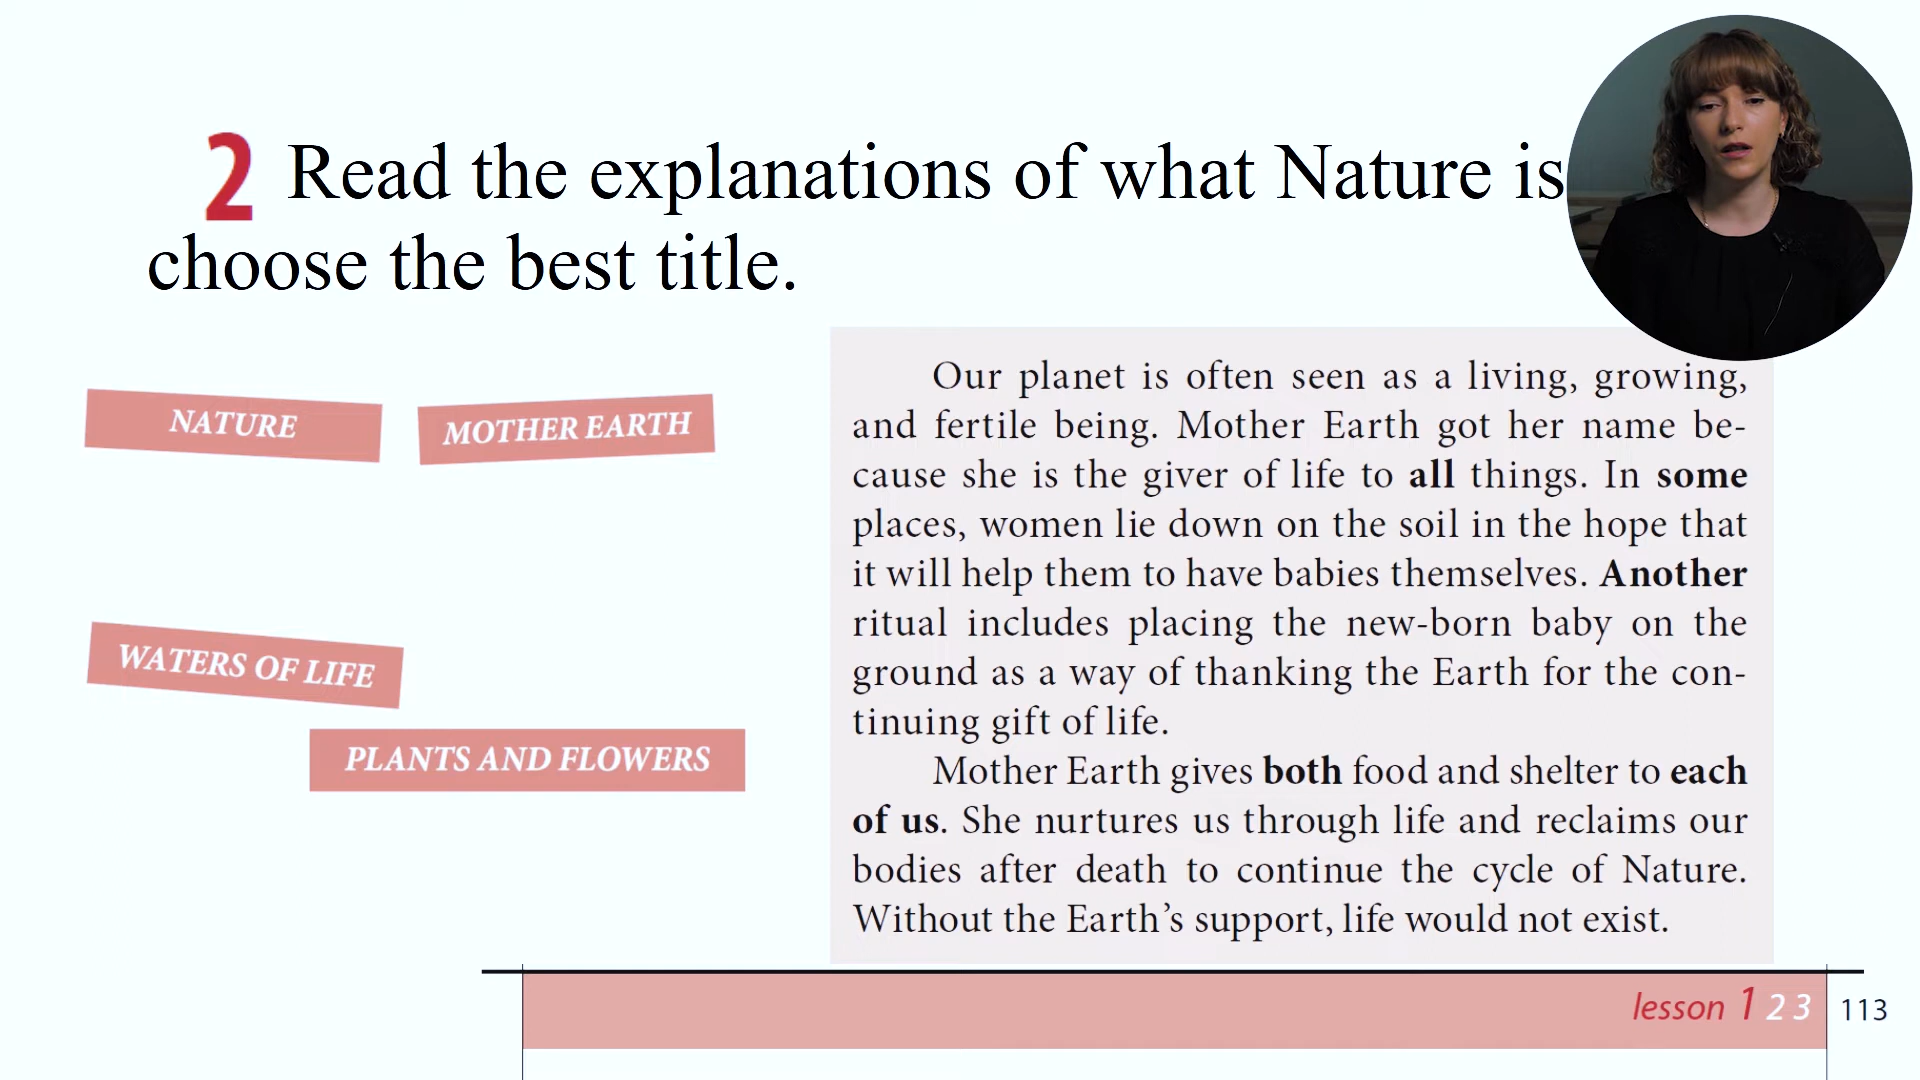 2 Read the explanations of what Nature is
choose the best title.
NATURE
MOTHER EARTH
WATERS OF LIFE
PLANTS AND FLOWERS
Our planet is often seen as a living, growing,
and fertile being. Mother Earth got her name be-
cause she is the giver of life to all things. In some
places, women lie down on the soil in the hope that
it will help them to have babies themselves. Another
ritual includes placing the new-born baby on the
ground as a way of thanking the Earth for the con-
tinuing gift of life.
Mother Earth gives both food and shelter to each
of us. She nurtures us through life and reclaims our
bodies after death to continue the cycle of Nature.
Without the Earth’s support, life would not exist.
lesson 1 2 3 113